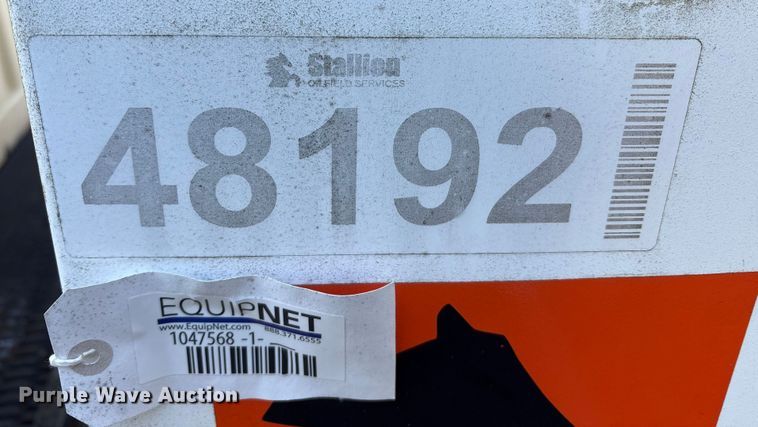 Stallion
OILFIELD SERVICES
48192
EQUIPNET
www.EquipNet.com 888.371.6555
1047568 -1-
Purple Wave Auction